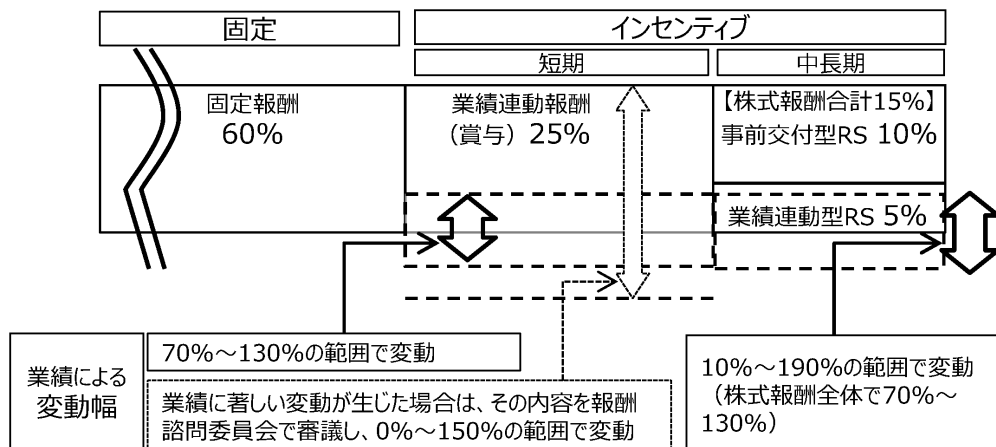 固定
インセンティブ
短期
中長期
固定報酬
60%
業績連動報酬
（賞与）25%
【株式報酬合計15%】
事前交付型RS 10%
業績連動型RS 5%
業績による
変動幅
70%～130%の範囲で変動
業績に著しい変動が生じた場合は、その内容を報酬
諮問委員会で審議し、0%～150%の範囲で変動
10%～190%の範囲で変動
（株式報酬全体で70%～
130%）